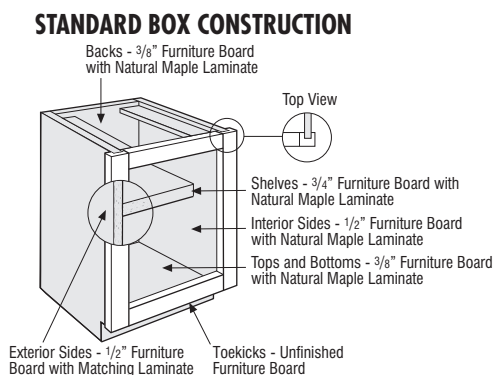 STANDARD BOX CONSTRUCTION
Backs - 3/8” Furniture Board
with Natural Maple Laminate
Top View
Shelves - 3/4” Furniture Board with
Natural Maple Laminate
Interior Sides - 1/2” Furniture Board
with Natural Maple Laminate
Tops and Bottoms - 3/8” Furniture Board
with Natural Maple Laminate
Exterior Sides - 1/2” Furniture
Board with Matching Laminate
Toekicks - Unfinished
Furniture Board